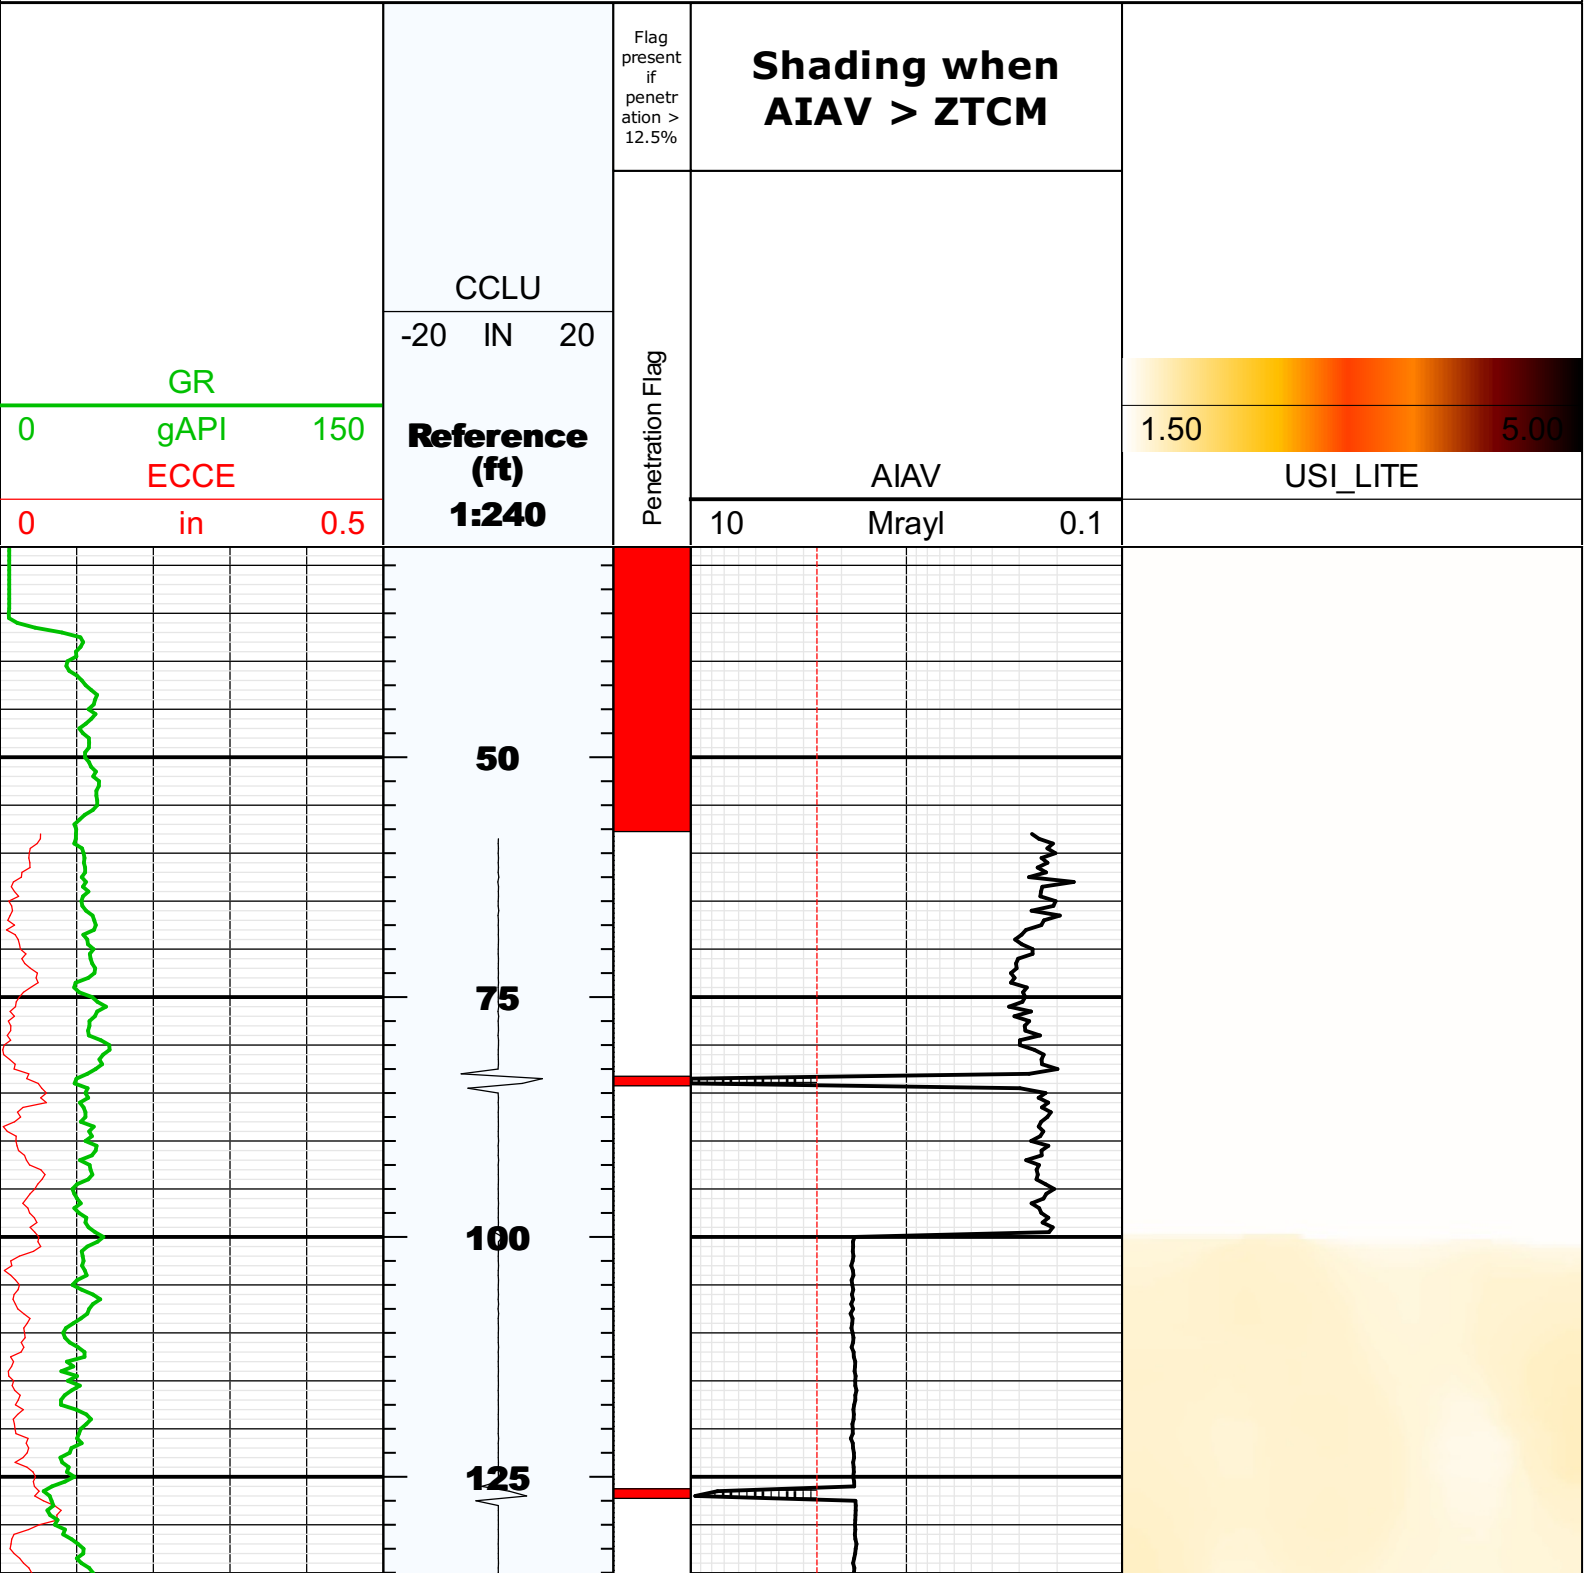 Flag
present
if
penetr
ation >
12.5%
Shading when
AIAV > ZTCM
CCLU
-20 IN 20
GR
0 gAPI 150
ECCE
0 in 0.5
Reference
(ft)
1:240
Penetration Flag
AIAV
10 Mrayl 0.1
1.50 5.00
USI_LITE
50
75
100
125